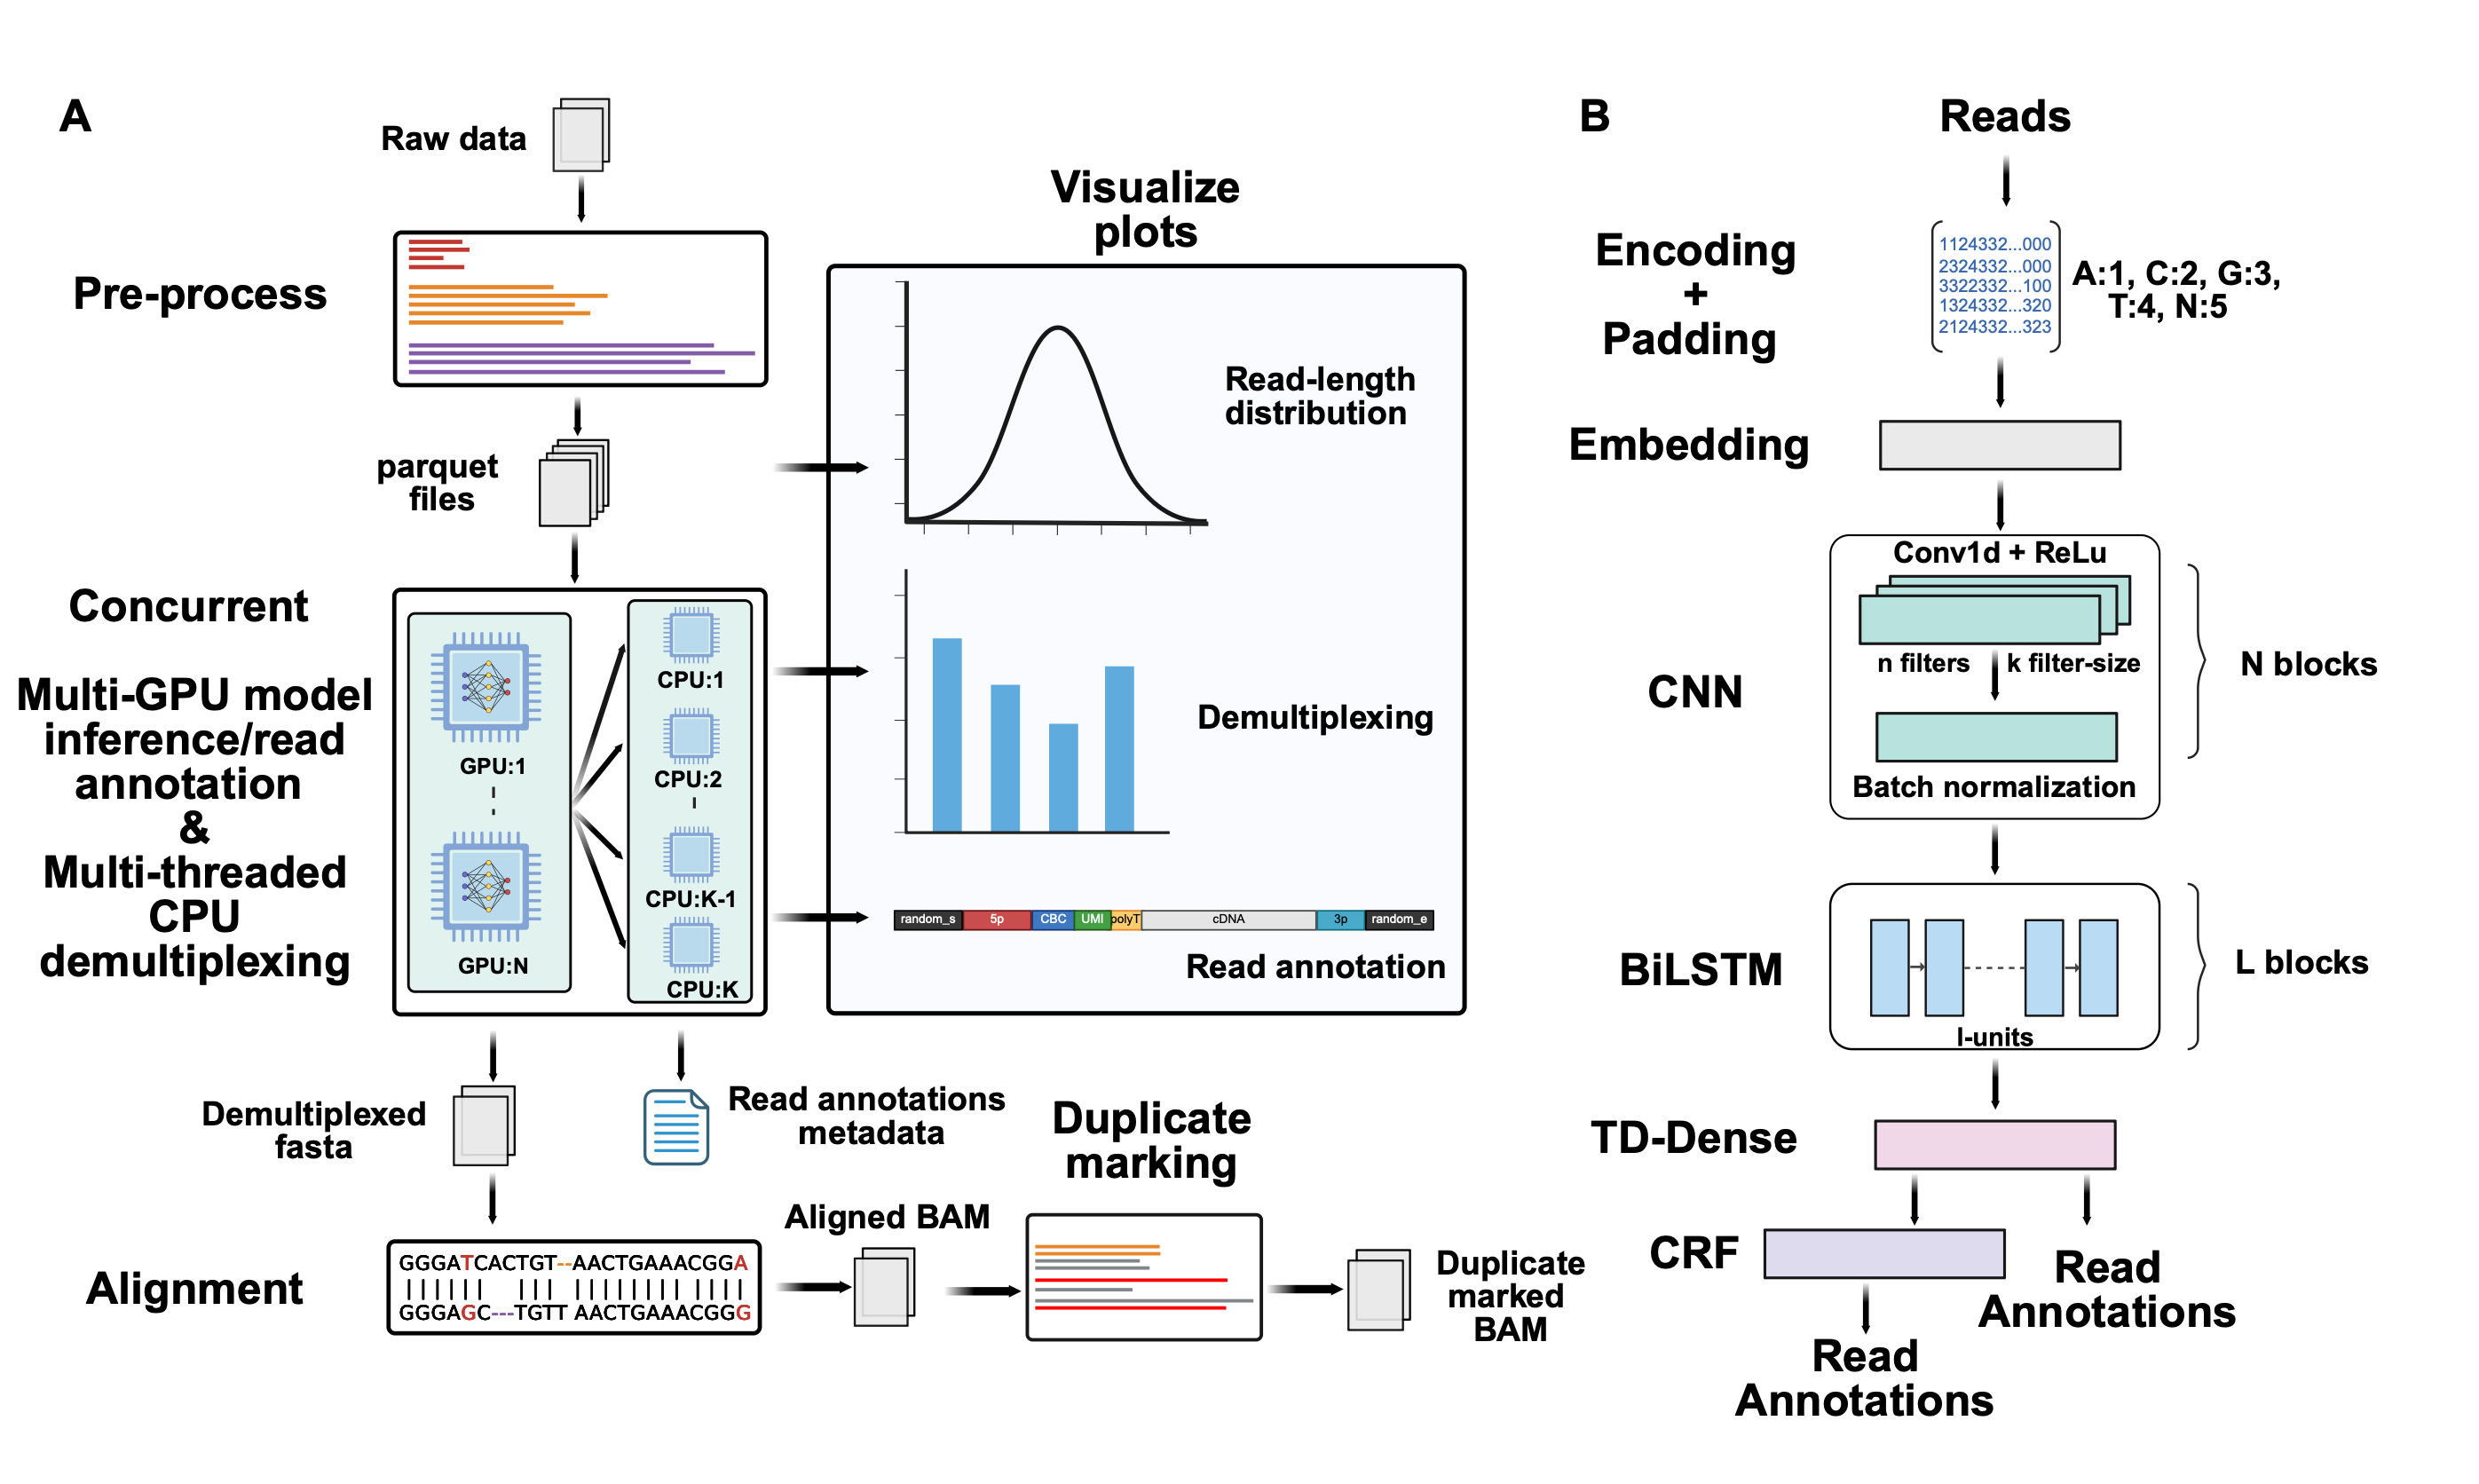 A
Raw data
Pre-process
parquet
files
Concurrent
Multi-GPU model
inference/read
annotation
&
Multi-threaded
CPU
demultiplexing
GPU:1
GPU:N
CPU:1
CPU:2
CPU:K-1
CPU:K
Visualize
plots
Read-length
distribution
Demultiplexing
random_s 5p CBC UMI polyT cDNA 3p random_e
Read annotation
Demultiplexed
fasta
Read annotations
metadata
Alignment
GGGATCACTGT--AACTGAAACGGA
GGGAGC---TGTT AACTGAAACGGG
Aligned BAM
Duplicate
marking
Duplicate
marked
BAM
B
Reads
Encoding
+
Padding
1124332...000
2324332...000
3322332...100
1324332...320
2124332...323
A:1, C:2, G:3,
T:4, N:5
Embedding
CNN
Conv1d + ReLu
n filters k filter-size
Batch normalization
N blocks
BiLSTM
l-units
L blocks
TD-Dense
CRF
Read
Annotations
Read
Annotations